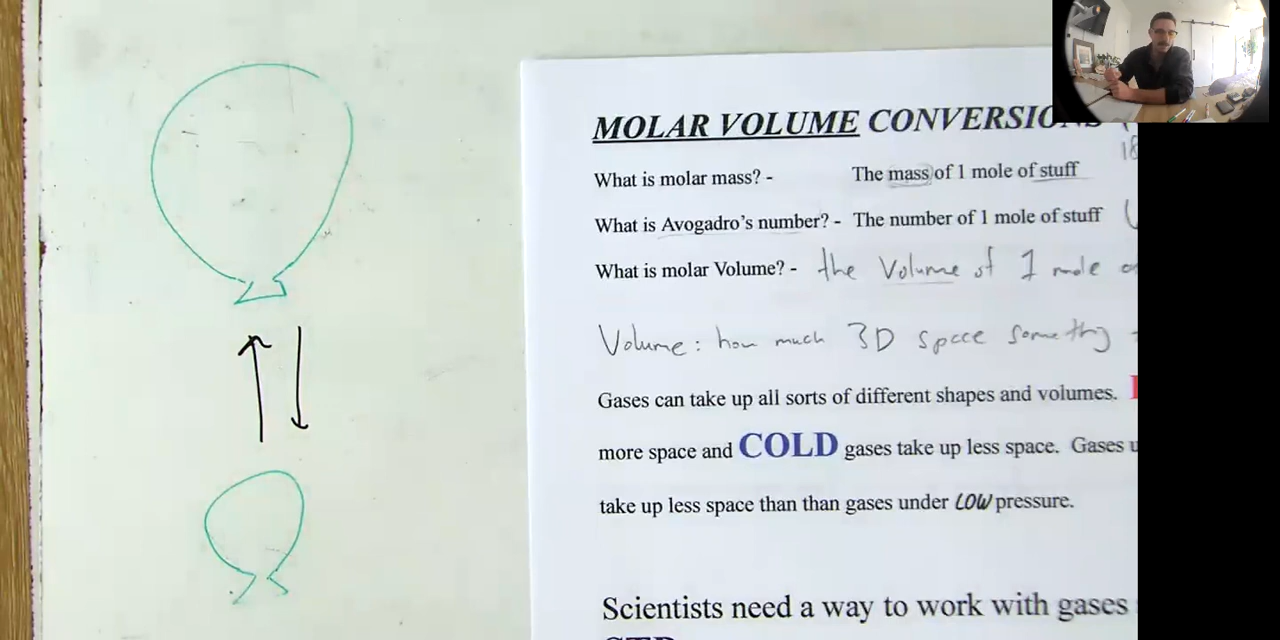 MOLAR VOLUME CONVERSIONS
What is molar mass? - The mass of 1 mole of stuff
What is Avogadro's number? - The number of 1 mole of stuff
What is molar Volume? - the Volume of 1 mole
Volume: how much 3D space somethg
Gases can take up all sorts of different shapes and volumes.
more space and COLD gases take up less space. Gases
take up less space than than gases under LOW pressure.
Scientists need a way to work with gases